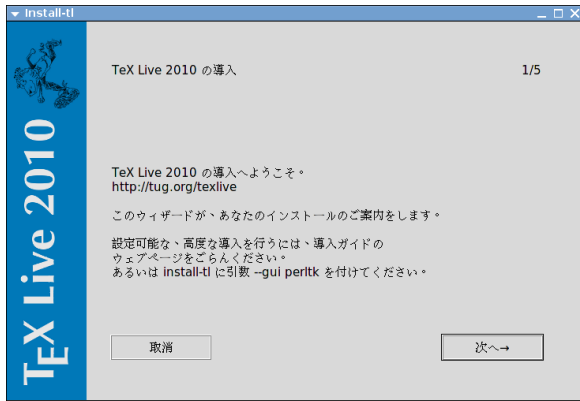 Install-tl
TeX Live 2010 の導入
1/5
TeX Live 2010 の導入へようこそ。
http://tug.org/texlive
このウィザードが、あなたのインストールのご案内をします。
設定可能な、高度な導入を行うには、導入ガイドの
ウェブページをごらんください。
あるいは install-tl に引数 --gui perltk を付けてください。
取消
次へ→
TEX Live 2010